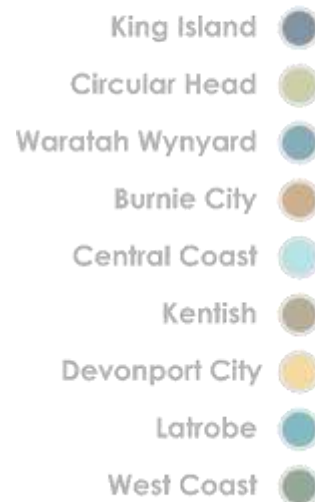 King Island
Circular Head
Waratah Wynyard
Burnie City
Central Coast
Kentish
Devonport City
Latrobe
West Coast